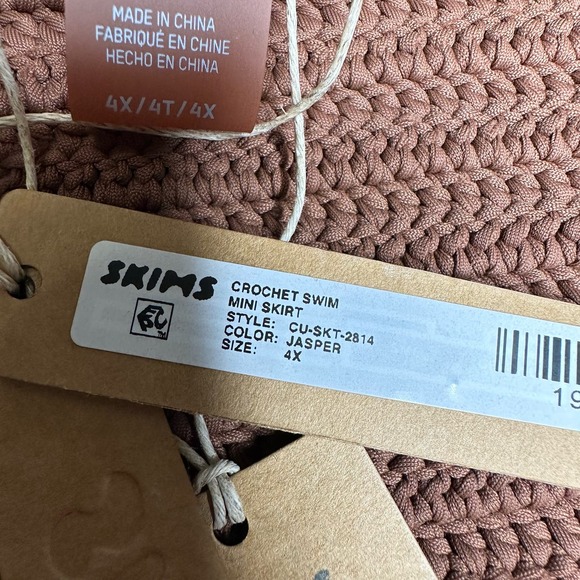 MADE IN CHINA
FABRIQUÉ EN CHINE
HECHO EN CHINA
4X/4T/4X
SKIMS
CROCHET SWIM
MINI SKIRT
STYLE: CU-SKT-2814
COLOR: JASPER
SIZE: 4X
19